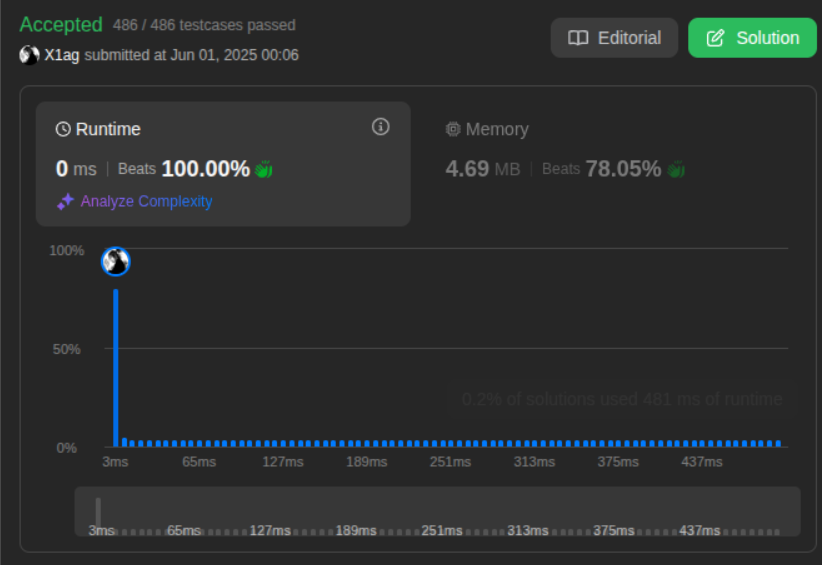 Accepted 486 / 486 testcases passed
X1ag submitted at Jun 01, 2025 00:06
Editorial
Solution
Runtime
0 ms | Beats 100.00%
Analyze Complexity
Memory
4.69 MB | Beats 78.05%
100%
50%
0%
0.2% of solutions used 481 ms of runtime
3ms 65ms 127ms 189ms 251ms 313ms 375ms 437ms
3ms 65ms 127ms 189ms 251ms 313ms 375ms 437ms